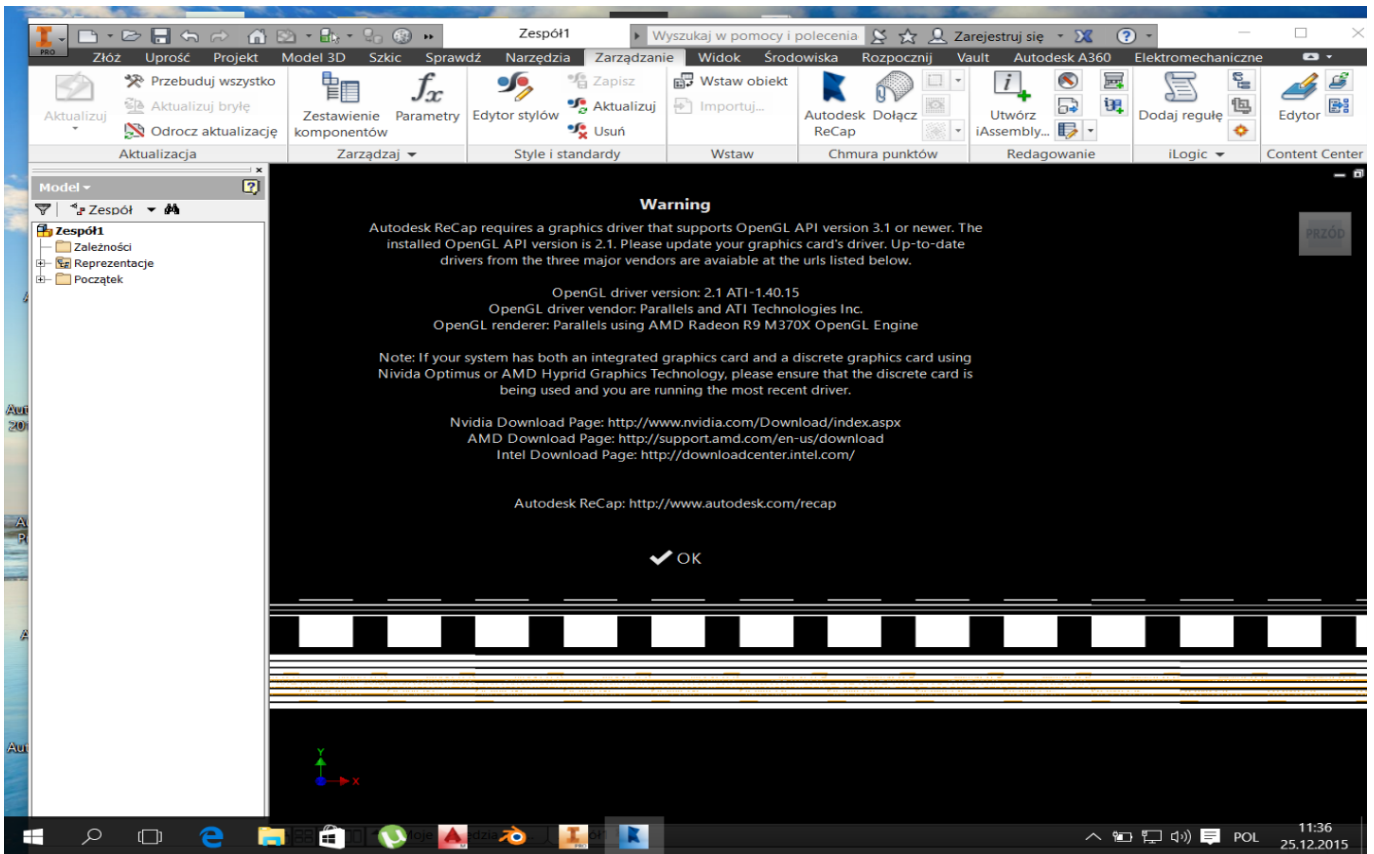 PRO
Zespół1
Wyszukaj w pomocy i polecenia
Zarejestruj się
Złóż Uprość Projekt Model 3D Szkic Sprawdź Narzędzia Zarządzanie Widok Środowiska Rozpocznij Vault Autodesk A360 Elektromechaniczne
Aktualizuj
Przebuduj wszystko
Aktualizuj bryłę
Odrocz aktualizację
Aktualizacja
Zestawienie komponentów
Parametry
Zarządzaj
Edytor stylów
Zapisz
Aktualizuj
Usuń
Style i standardy
Wstaw obiekt
Importuj...
Wstaw
Autodesk ReCap
Dołącz
Chmura punktów
Utwórz
iAssembly...
Redagowanie
Dodaj regułę
iLogic
Edytor
Content Center
Model
Zespół
Zespół1
Zależności
Reprezentacje
Początek
PRZÓD
Warning
Autodesk ReCap requires a graphics driver that supports OpenGL API version 3.1 or newer. The
installed OpenGL API version is 2.1. Please update your graphics card's driver. Up-to-date
drivers from the three major vendors are avaiable at the urls listed below.
OpenGL driver version: 2.1 ATI-1.40.15
OpenGL driver vendor: Parallels and ATI Technologies Inc.
OpenGL renderer: Parallels using AMD Radeon R9 M370X OpenGL Engine
Note: If your system has both an integrated graphics card and a discrete graphics card using
Nivida Optimus or AMD Hyprid Graphics Technology, please ensure that the discrete card is
being used and you are running the most recent driver.
Nvidia Download Page: http://www.nvidia.com/Download/index.aspx
AMD Download Page: http://support.amd.com/en-us/download
Intel Download Page: http://downloadcenter.intel.com/
Autodesk ReCap: http://www.autodesk.com/recap
OK
Y
X
POL
11:36
25.12.2015